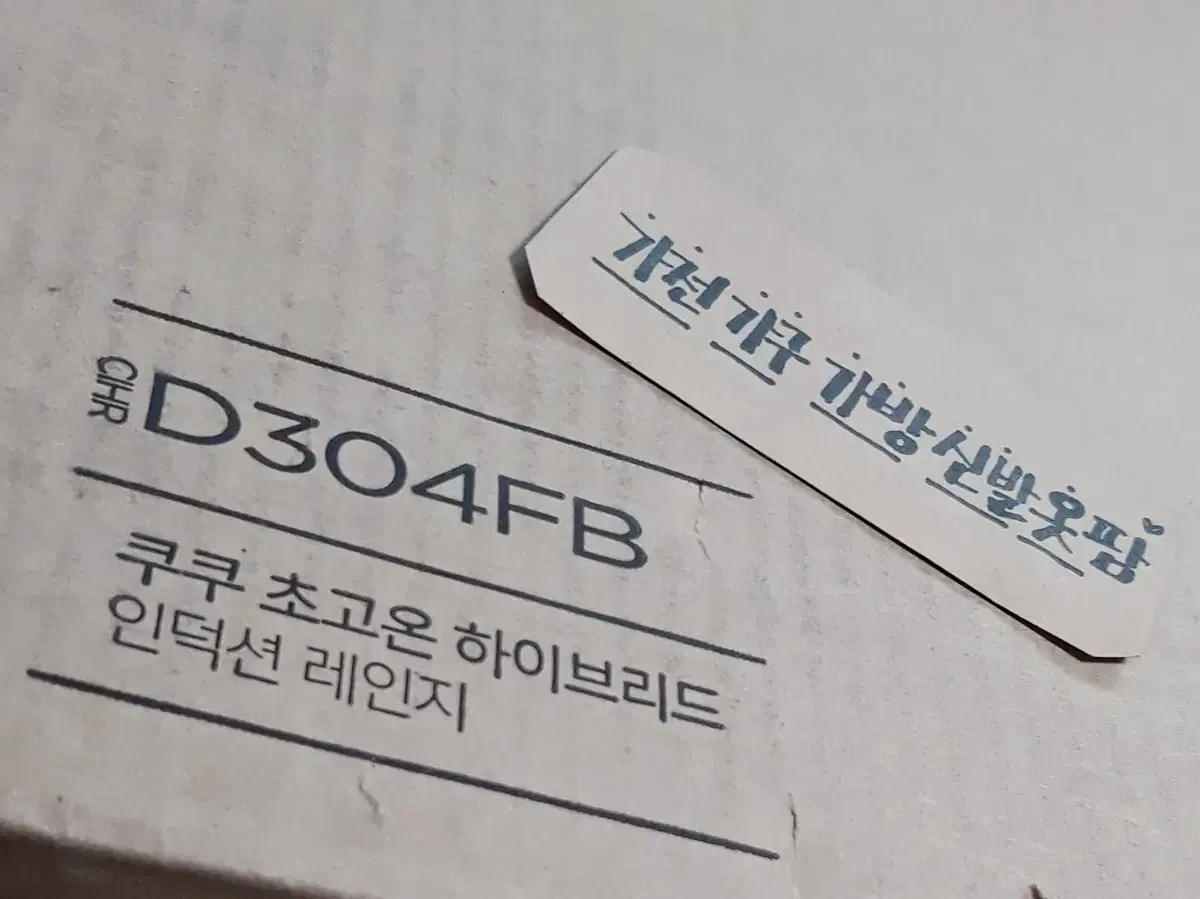 가전 가구 가방 신발 옷 팜
CIHR D304FB
쿠쿠 초고온 하이브리드
인덕션 레인지